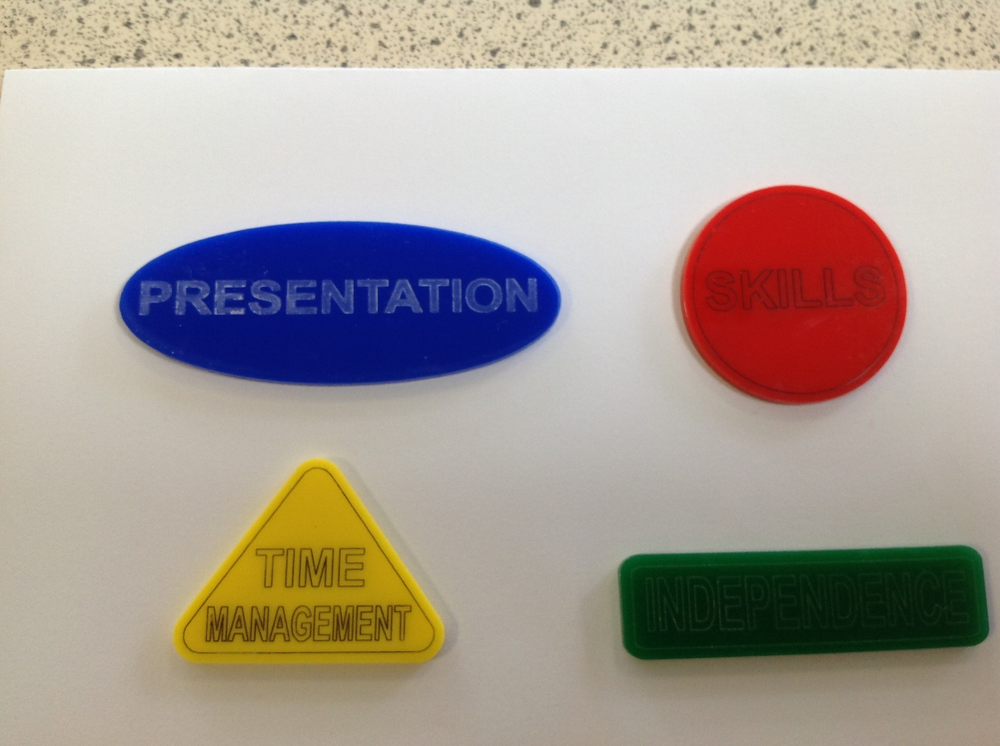 PRESENTATION
SKILLS
TIME
MANAGEMENT
INDEPENDENCE